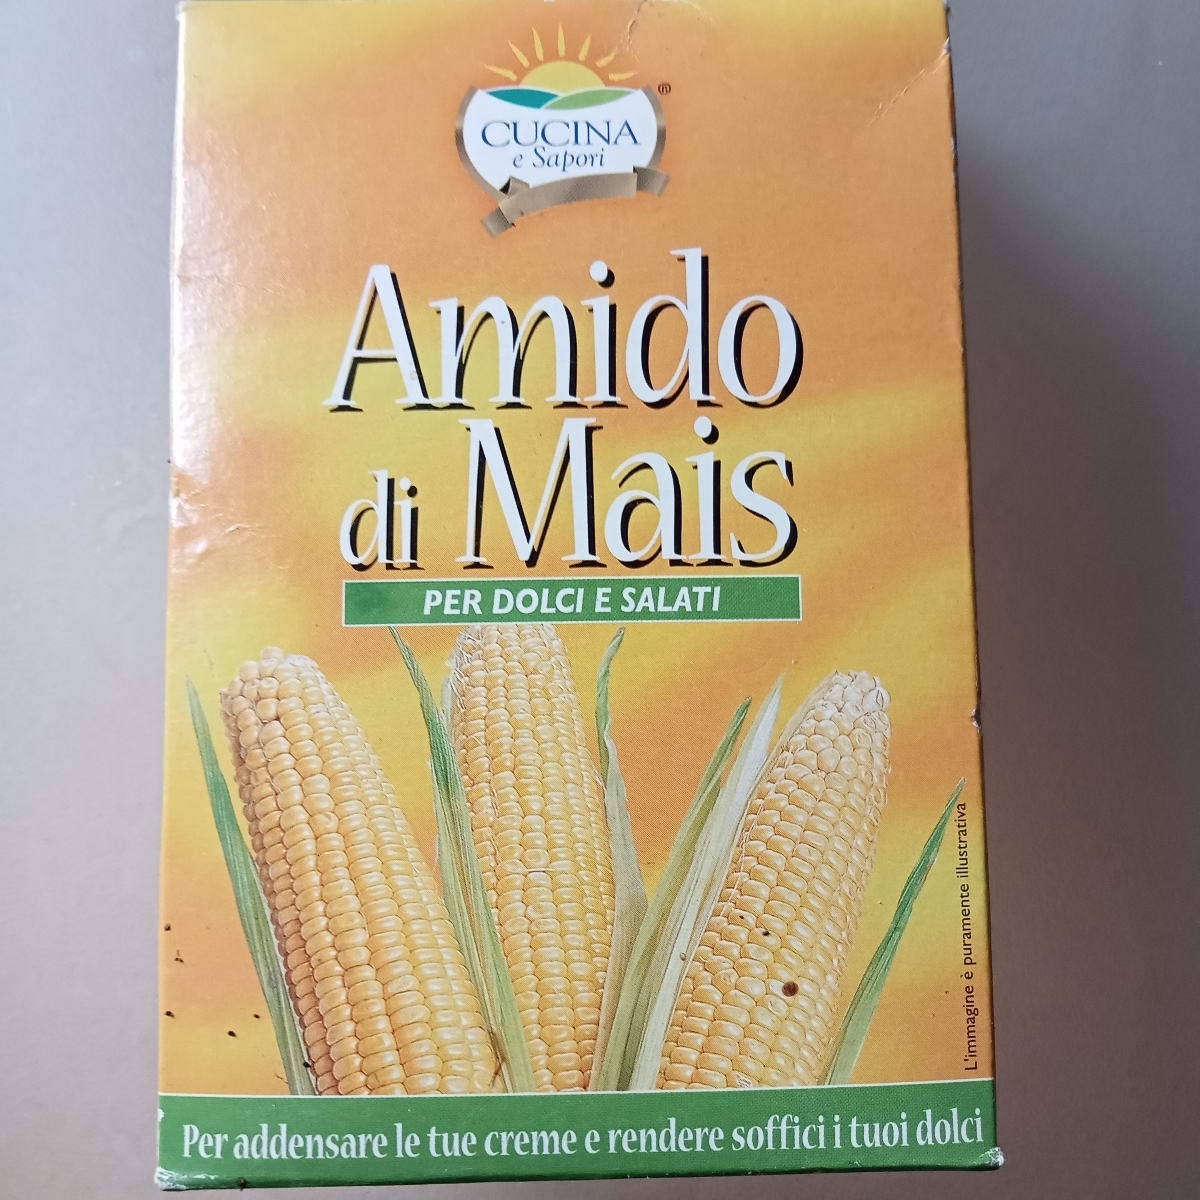 CUCINA
e Sapori
®
Amido
di Mais
PER DOLCI E SALATI
L'immagine è puramente illustrativa
Per addensare le tue creme e rendere soffici i tuoi dolci